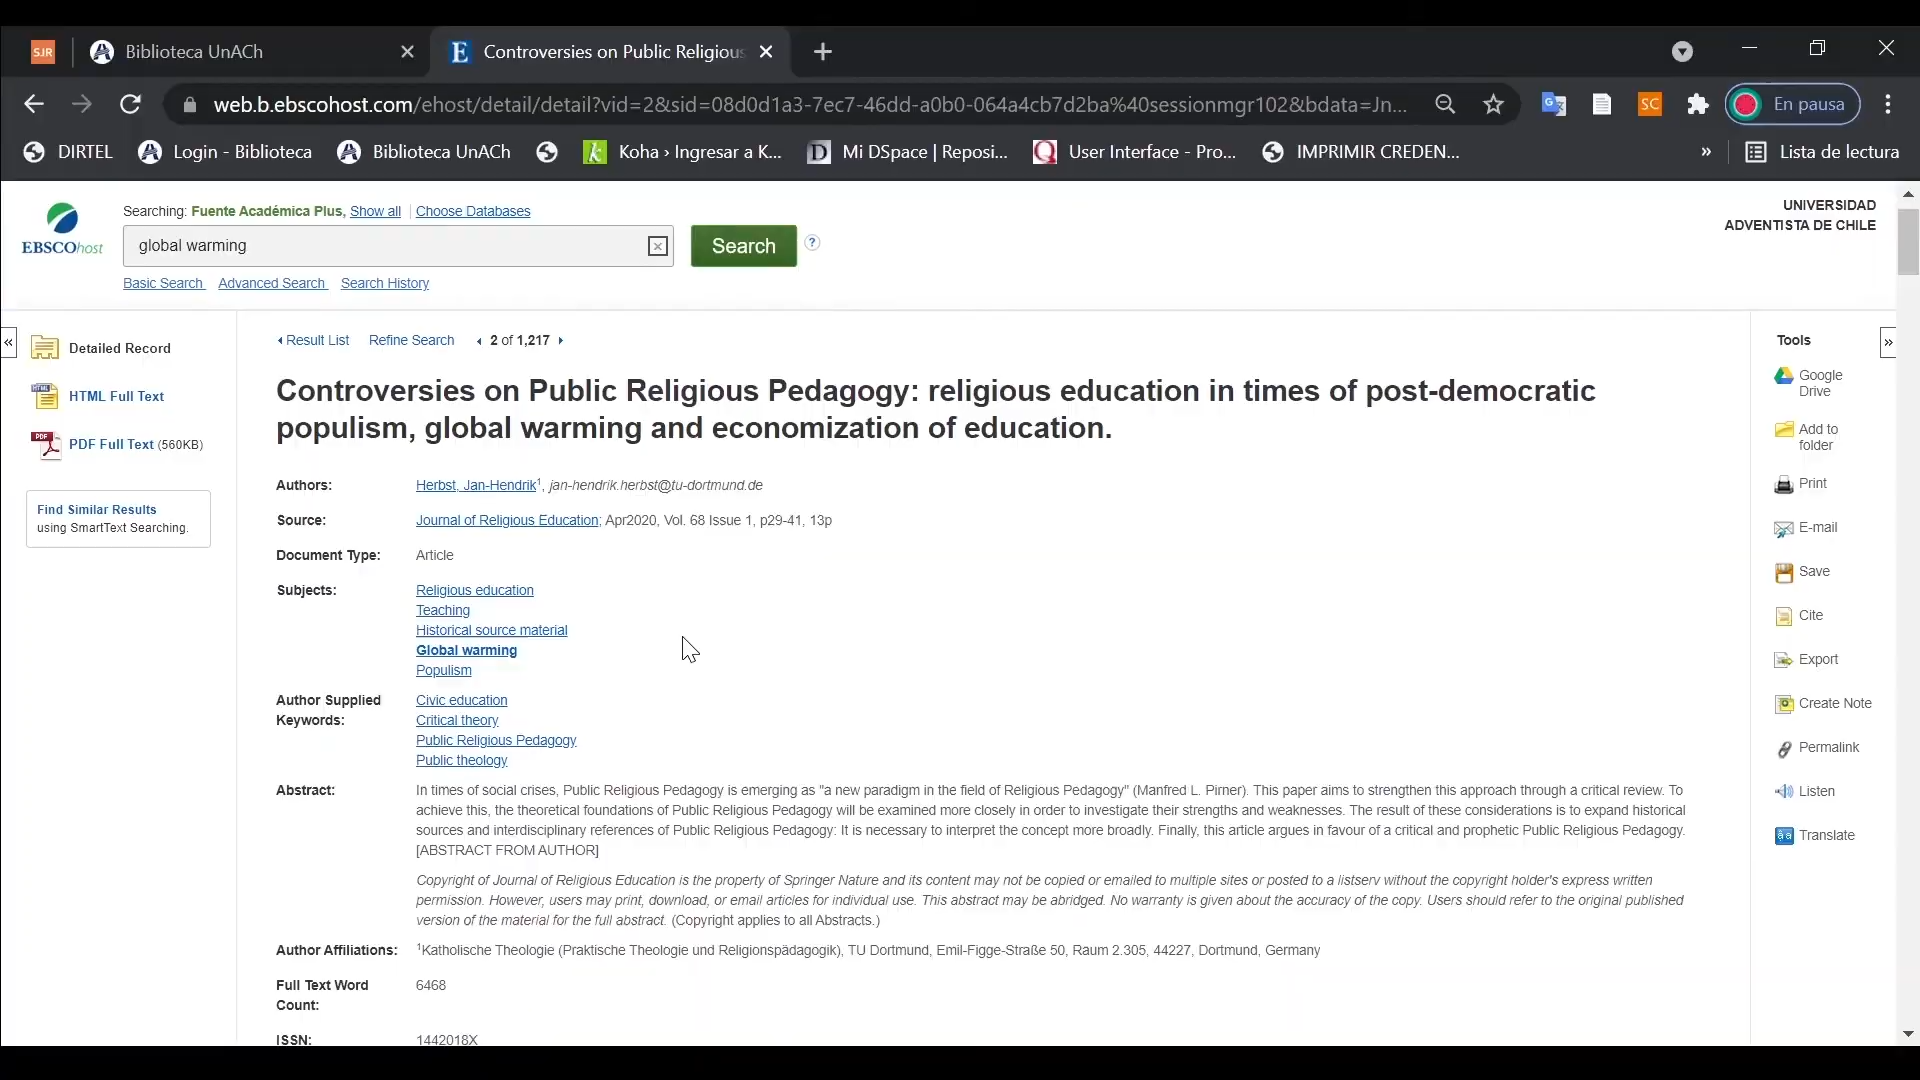 SJR
Biblioteca UnACh
Controversies on Public Religious
web.b.ebscohost.com/ehost/detail/detail?vid=2&sid=08d0d1a3-7ec7-46dd-a0b0-064a4cb7d2ba%40sessionmgr102&bdata=Jn...
SC
En pausa
DIRTEL
Login - Biblioteca
Biblioteca UnACh
Koha › Ingresar a K...
Mi DSpace | Reposi...
User Interface - Pro...
IMPRIMIR CREDEN...
»
Lista de lectura
EBSCOhost
Searching: Fuente Académica Plus, Show all | Choose Databases
global warming
Search
?
Basic Search Advanced Search Search History
UNIVERSIDAD
ADVENTISTA DE CHILE
«
Detailed Record
HTML Full Text
PDF Full Text (560KB)
Find Similar Results
using SmartText Searching.
Result List Refine Search 2 of 1,217
Controversies on Public Religious Pedagogy: religious education in times of post-democratic
populism, global warming and economization of education.
Authors: Herbst, Jan-Hendrik1, jan-hendrik.herbst@tu-dortmund.de
Source: Journal of Religious Education; Apr2020, Vol. 68 Issue 1, p29-41, 13p
Document Type: Article
Subjects: Religious education
Teaching
Historical source material
Global warming
Populism
Author Supplied
Keywords:
Civic education
Critical theory
Public Religious Pedagogy
Public theology
Abstract: In times of social crises, Public Religious Pedagogy is emerging as "a new paradigm in the field of Religious Pedagogy" (Manfred L. Pirner). This paper aims to strengthen this approach through a critical review. To
achieve this, the theoretical foundations of Public Religious Pedagogy will be examined more closely in order to investigate their strengths and weaknesses. The result of these considerations is to expand historical
sources and interdisciplinary references of Public Religious Pedagogy: It is necessary to interpret the concept more broadly. Finally, this article argues in favour of a critical and prophetic Public Religious Pedagogy.
[ABSTRACT FROM AUTHOR]
Copyright of Journal of Religious Education is the property of Springer Nature and its content may not be copied or emailed to multiple sites or posted to a listserv without the copyright holder's express written
permission. However, users may print, download, or email articles for individual use. This abstract may be abridged. No warranty is given about the accuracy of the copy. Users should refer to the original published
version of the material for the full abstract. (Copyright applies to all Abstracts.)
Author Affiliations: 1Katholische Theologie (Praktische Theologie und Religionspädagogik), TU Dortmund, Emil-Figge-Straße 50, Raum 2.305, 44227, Dortmund, Germany
Full Text Word
Count:
6468
ISSN: 1442018X
Tools
»
Google
Drive
Add to
folder
Print
E-mail
Save
Cite
Export
Create Note
Permalink
Listen
Translate